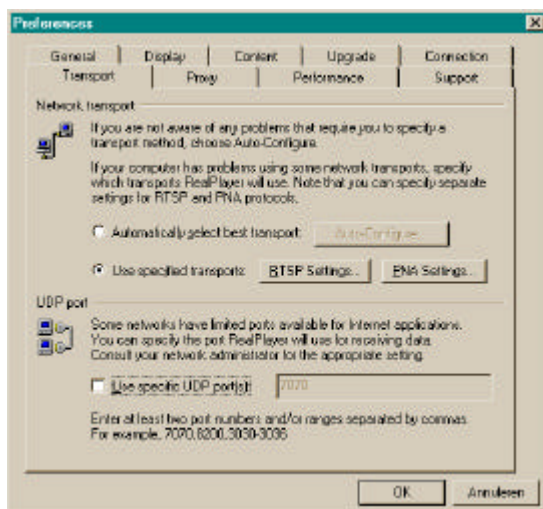 Preferences
General Display Content Upgrade Connection
Transport Proxy Performance Support
Network transport
If you are not aware of any problems that require you to specify a
transport method, choose Auto-Configure.
If your computer has problems using some network transports, specify
which transports RealPlayer will use. Note that you can specify separate
settings for RTSP and PNA protocols.
Automatically select best transport: Auto-Configure...
Use specified transports: RTSP Settings... PNA Settings...
UDP port
Some networks have limited ports available for Internet applications.
You can specify the port RealPlayer will use for receiving data.
Consult your network administrator for the appropriate setting.
Use specific UDP port(s): 7070
Enter at least two port numbers and/or ranges separated by commas.
For example, 7070,8200,3030-3036
OK Annuleren